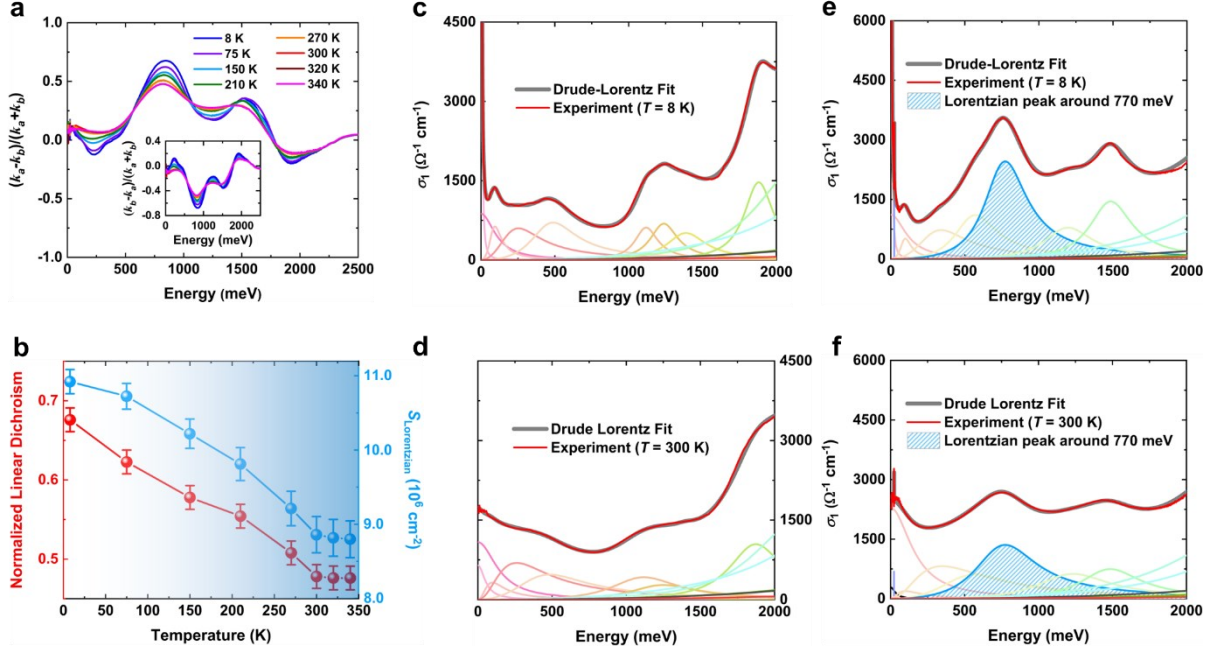 a
(k_a-k_b)/(k_a+k_b)
1.0
0.5
0.0
-0.5
-1.0
8 K
75 K
150 K
210 K
270 K
300 K
320 K
340 K
(k_b-k_a)/(k_a+k_b)
0.4
0.0
-0.4
-0.8
0 1000 2000
Energy (meV)
0 500 1000 1500 2000 2500
Energy (meV)
b
Normalized Linear Dichroism
0.7
0.6
0.5
11.0
10.0
9.0
8.0
S_Lorentzian (10^6 cm^-2)
0 50 100 150 200 250 300 350
Temperature (K)
c
σ_1 (Ω^-1 cm^-1)
4500
3000
1500
0
Drude-Lorentz Fit
Experiment (T = 8 K)
0 500 1000 1500 2000
Energy (meV)
d
Drude Lorentz Fit
Experiment (T = 300 K)
4500
3000
1500
0
0 500 1000 1500 2000
Energy (meV)
e
σ_1 (Ω^-1 cm^-1)
6000
4500
3000
1500
0
Drude-Lorentz Fit
Experiment (T = 8 K)
Lorentzian peak around 770 meV
0 500 1000 1500 2000
Energy (meV)
f
σ_1 (Ω^-1 cm^-1)
6000
4500
3000
1500
0
Drude Lorentz Fit
Experiment (T = 300 K)
Lorentzian peak around 770 meV
0 500 1000 1500 2000
Energy (meV)